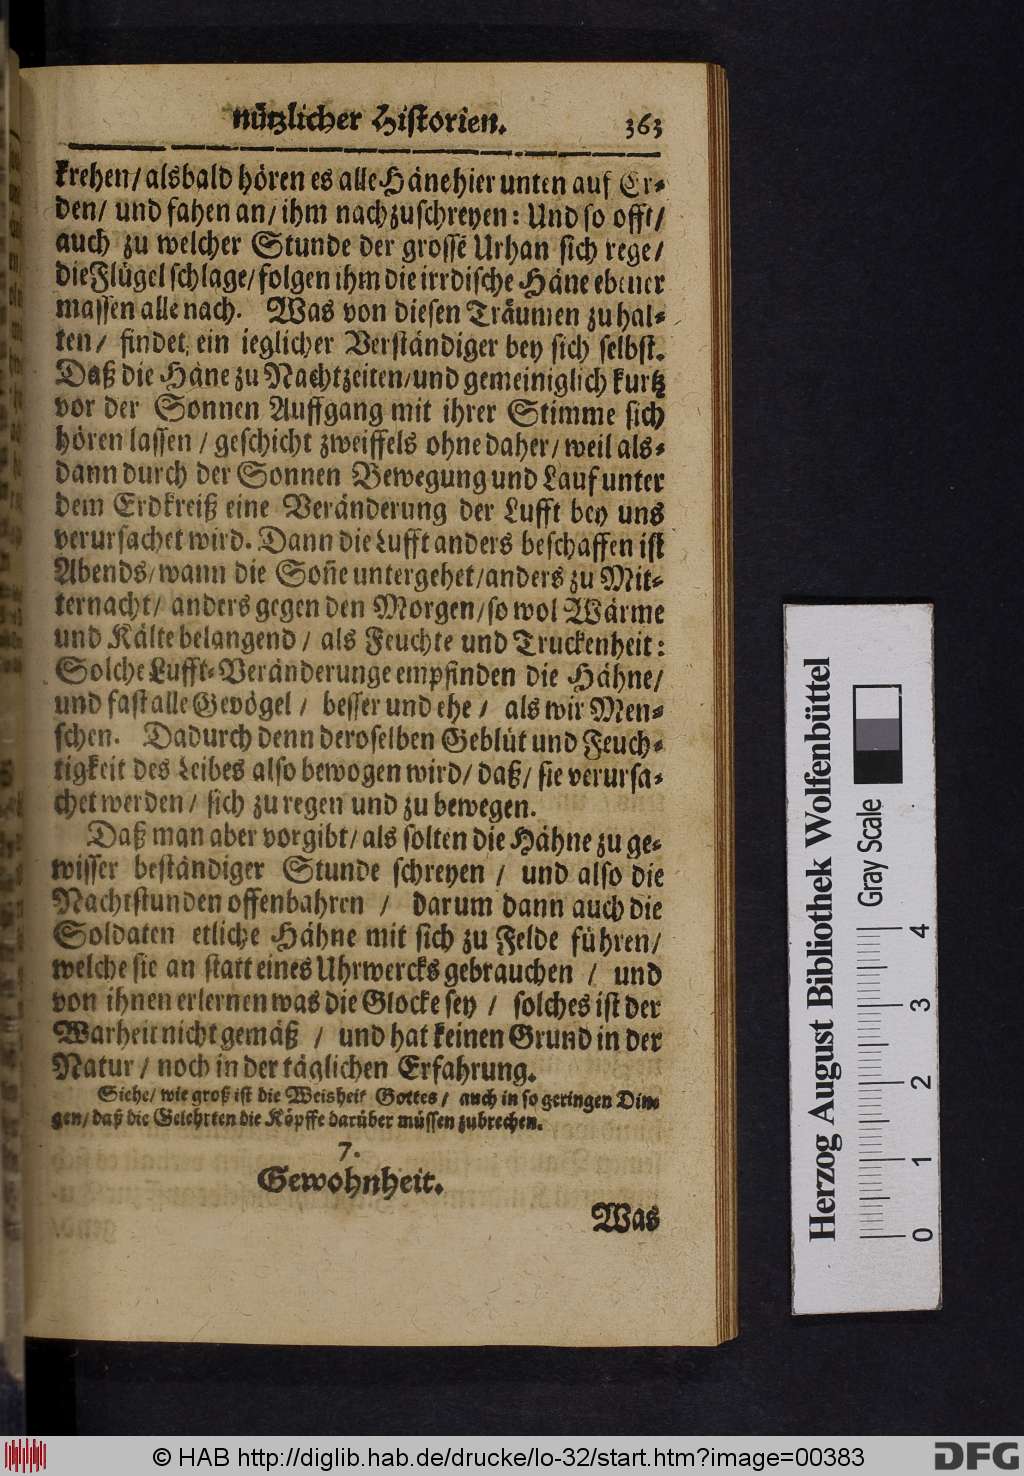 nützlicher Historien. 363
krehen/ alsbald hören es alle Häne hier unten auf Er-
den/ und fahen an/ ihm nachzuschreyen: Und so offt/
auch zu welcher Stunde der grossē Urhan sich rege/
die Flügel schlage/ folgen ihm die irrdische Häne ebener
massen alle nach. Was von diesen Träumen zu hal-
ten/ findet ein ieglicher Verständiger bey sich selbst.
Daß die Häne zu Nachtzeiten/ und gemeiniglich kurtz
vor der Sonnen Auffgang mit ihrer Stimme sich
hören lassen / geschicht zweiffels ohne daher/ weil als-
dann durch der Sonnen Bewegung und Lauf unter
dem Erdkreiß eine Veränderung der Lufft bey uns
verursachet wird. Dann die Lufft anders beschaffen ist
Abends/ wann die Soñe untergehet/ anders zu Mit-
ternacht/ anders gegen den Morgen/ so wol Wärme
und Kälte belangend / als Feuchte und Truckenheit:
Solche Lufft-Veränderunge empfinden die Hähne/
und fast alle Gevögel / besser und ehe / als wir Men-
schen. Dadurch denn deroselben Geblüt und Feuch-
tigkeit des Leibes also bewogen wird/ daß/ sie verursa-
chet werden / sich zu regen und zu bewegen.
Daß man aber vorgibt/ als solten die Hähne zu ge-
wisser beständiger Stunde schreyen / und also die
Nachtstunden offenbahren / darum dann auch die
Soldaten etliche Hähne mit sich zu Felde führen/
welche sie an statt eines Uhrwercks gebrauchen / und
von ihnen erlernen was die Glocke sey / solches ist der
Warheit nicht gemäß / und hat keinen Grund in der
Natur / noch in der täglichen Erfahrung.
Siehe/ wie groß ist die Weisheit Gottes/ auch in so geringen Din-
gen/ daß die Gelehrten die Köpffe darüber müssen zubrechen.
7.
Gewohnheit.
Was
Herzog August Bibliothek Wolfenbüttel
Gray Scale
0 1 2 3 4
© HAB http://diglib.hab.de/drucke/lo-32/start.htm?image=00383
DFG